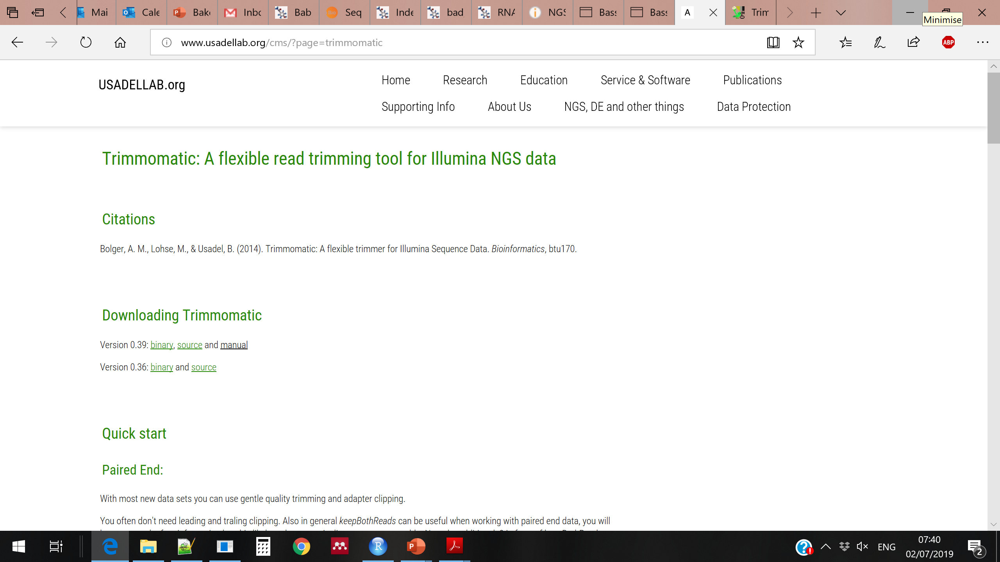 Mai Cale Bak Inbo Bab Seq Inde bad RNA NGS Bass Bass A Trim
Minimise
www.usadellab.org/cms/?page=trimmomatic
ABP
USADELLAB.org
Home Research Education Service & Software Publications
Supporting Info About Us NGS, DE and other things Data Protection
Trimmomatic: A flexible read trimming tool for Illumina NGS data
Citations
Bolger, A. M., Lohse, M., & Usadel, B. (2014). Trimmomatic: A flexible trimmer for Illumina Sequence Data. Bioinformatics, btu170.
Downloading Trimmomatic
Version 0.39: binary, source and manual
Version 0.36: binary and source
Quick start
Paired End:
With most new data sets you can use gentle quality trimming and adapter clipping.
You often don't need leading and traling clipping. Also in general keepBothReads can be useful when working with paired end data, you will
ENG
07:40
02/07/2019
2